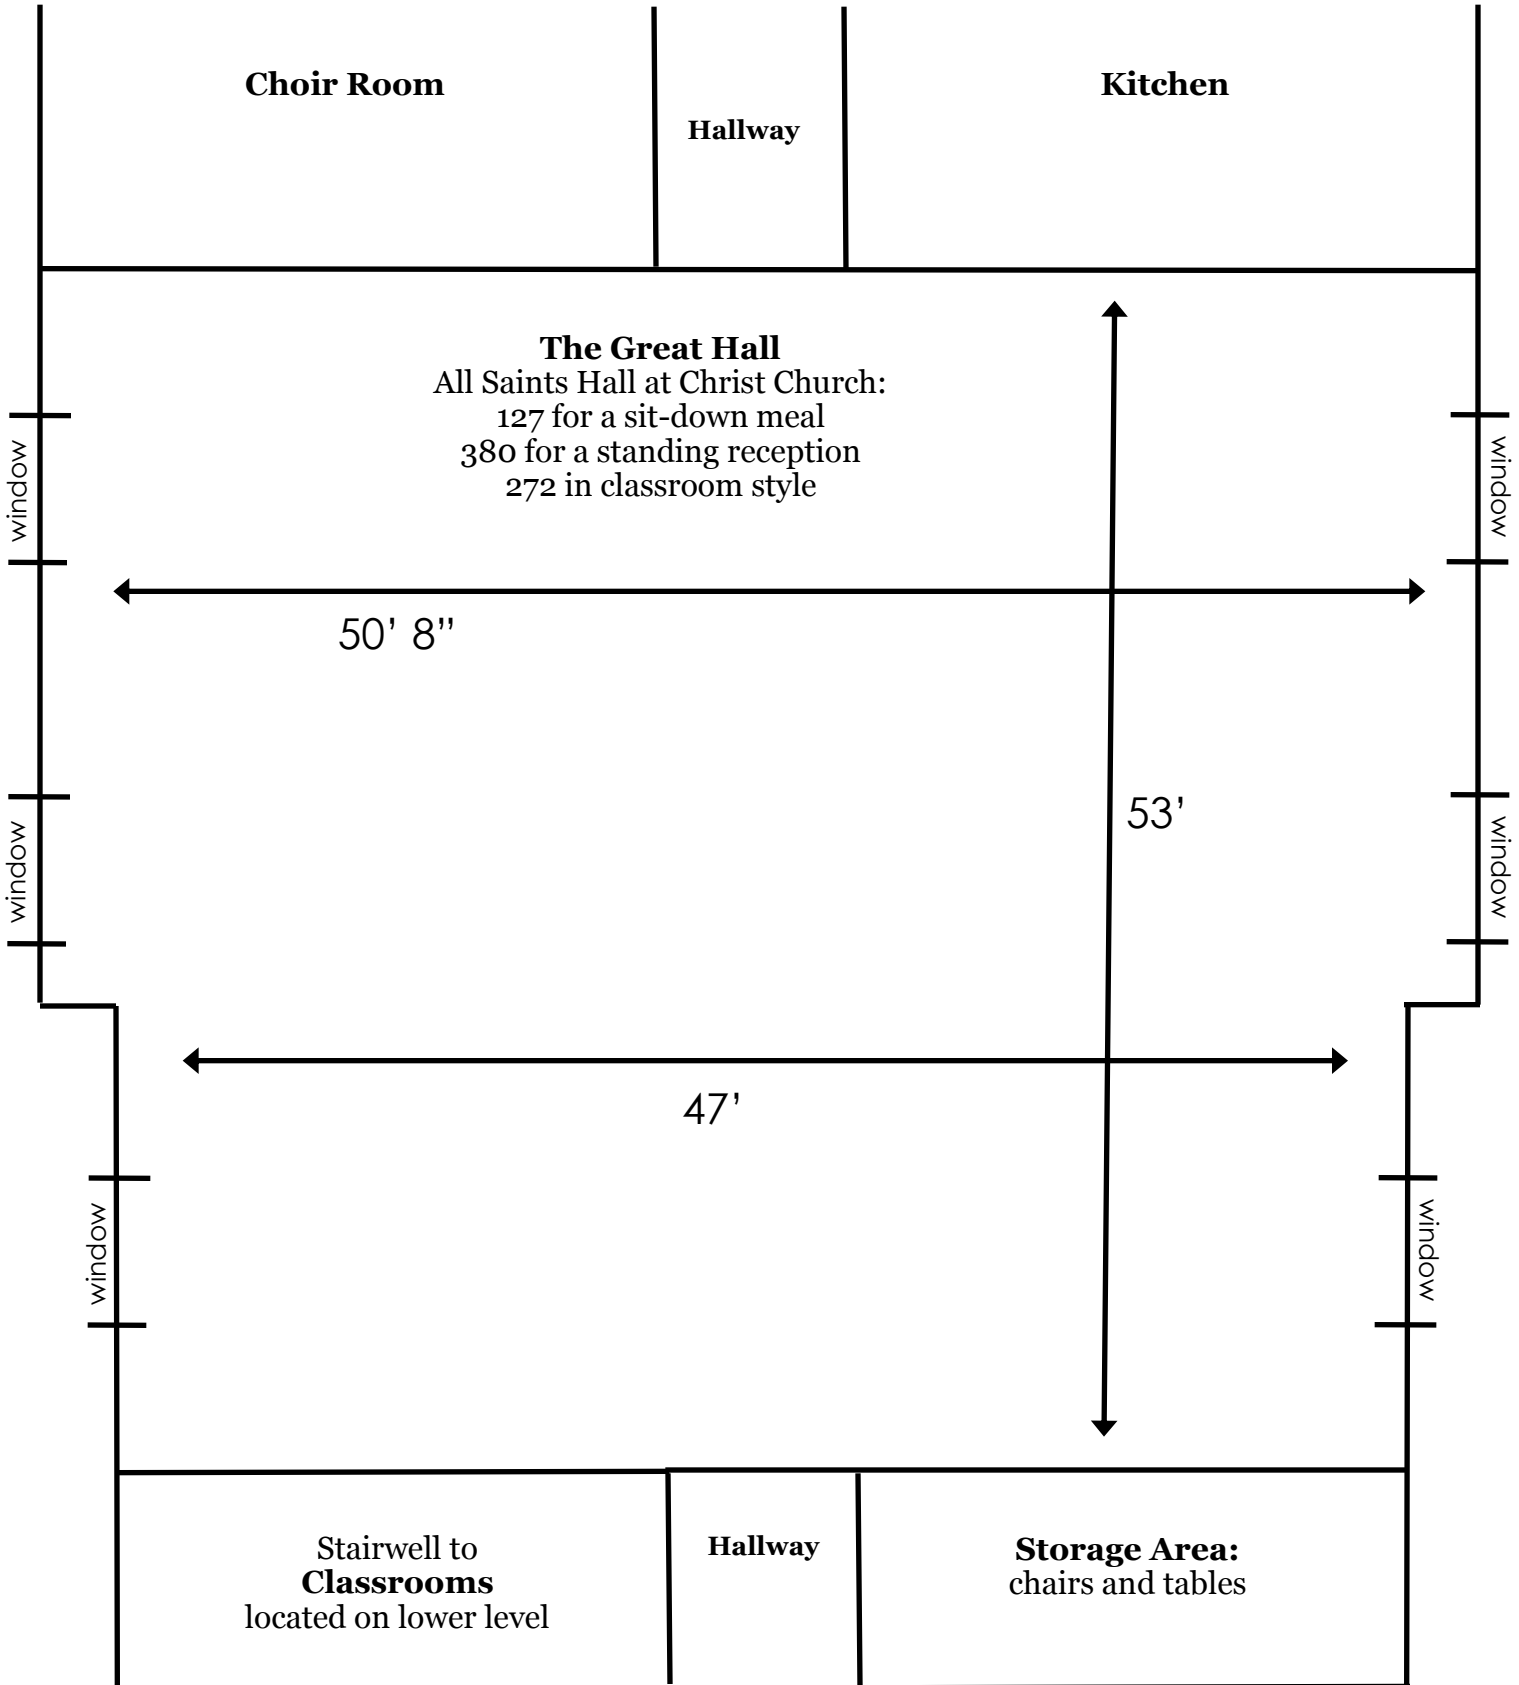 Choir Room
Hallway
Kitchen
The Great Hall
All Saints Hall at Christ Church:
127 for a sit-down meal
380 for a standing reception
272 in classroom style
window
window
50’ 8”
53’
window
window
47’
window
window
Stairwell to
Classrooms
located on lower level
Hallway
Storage Area:
chairs and tables